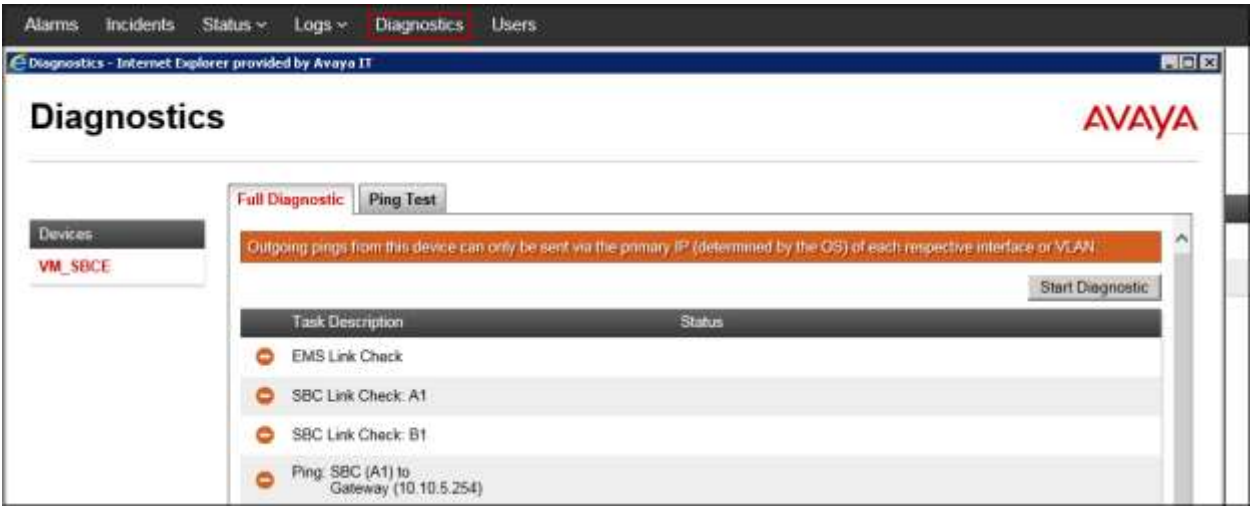 Alarms Incidents Status Logs Diagnostics Users
Diagnostics - Internet Explorer provided by Avaya IT
Diagnostics
AVAYA
Full Diagnostic Ping Test
Devices
VM_SBCE
Outgoing pings from this device can only be sent via the primary IP (determined by the OS) of each respective interface or VLAN.
Start Diagnostic
Task Description Status
EMS Link Check
SBC Link Check: A1
SBC Link Check: B1
Ping: SBC (A1) to
Gateway (10.10.5.254)